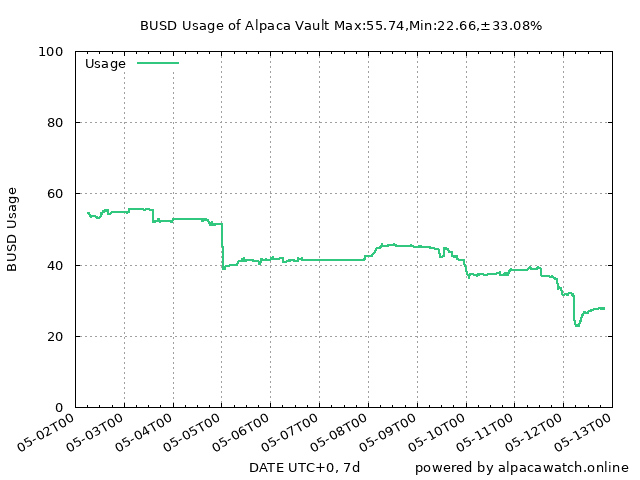 BUSD Usage of Alpaca Vault Max:55.74,Min:22.66,±33.08%
Usage
BUSD Usage
100
80
60
40
20
0
05-02T00 05-03T00 05-04T00 05-05T00 05-06T00 05-07T00 05-08T00 05-09T00 05-10T00 05-11T00 05-12T00 05-13T00
DATE UTC+0, 7d
powered by alpacawatch.online